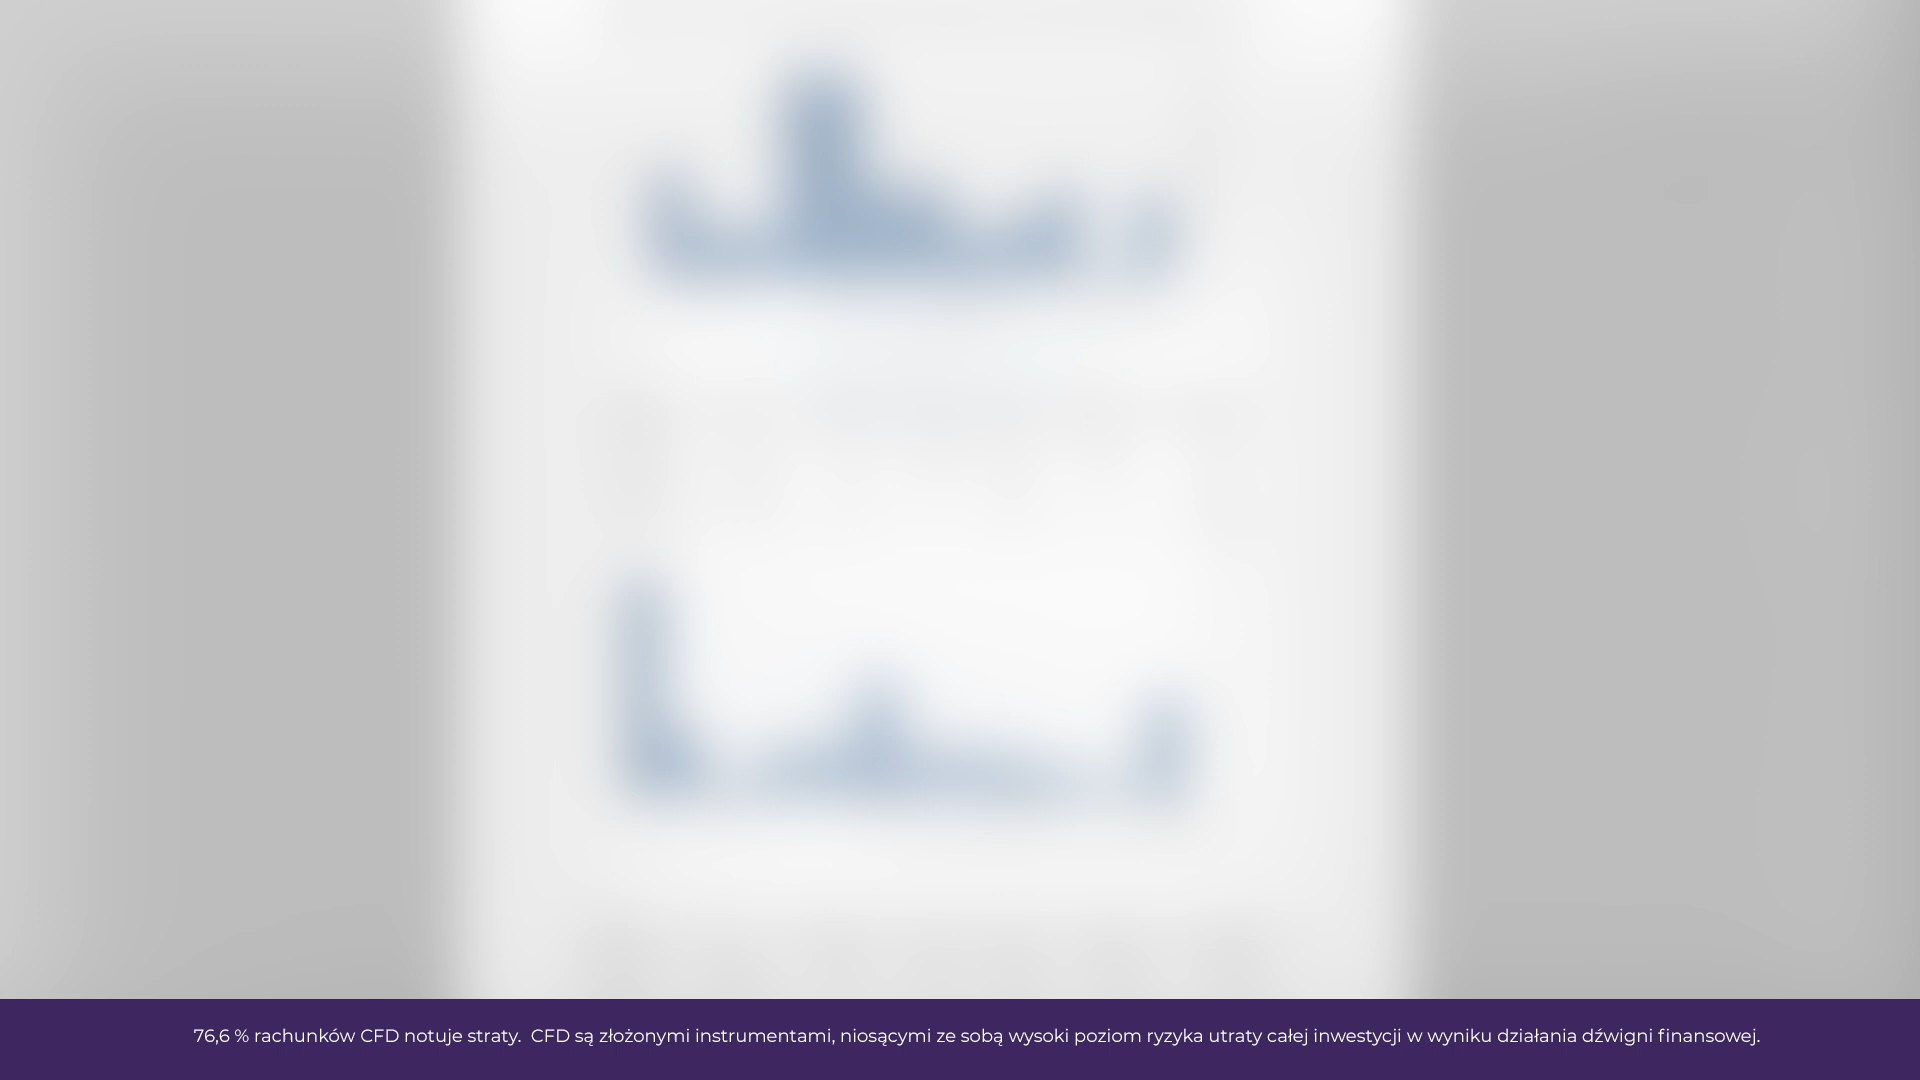 76,6 % rachunków CFD notuje straty.  CFD są złożonymi instrumentami, niosącymi ze sobą wysoki poziom ryzyka utraty całej inwestycji w wyniku działania dźwigni finansowej.